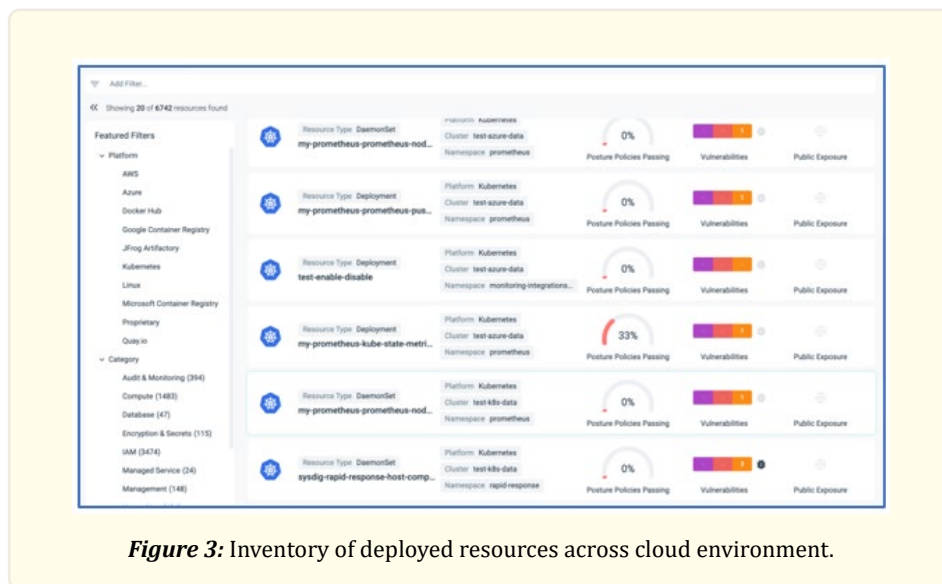 Add Filter...
Showing 20 of 6742 resources found
Featured Filters
Platform
AWS
Azure
Docker Hub
Google Container Registry
JFrog Artifactory
Kubernetes
Linux
Microsoft Container Registry
Proprietary
Quay.io
Category
Audit & Monitoring (394)
Compute (1483)
Database (47)
Encryption & Secrets (115)
IAM (3474)
Managed Service (24)
Management (148)
Resource Type DaemonSet
my-prometheus-prometheus-nod...
Platform Kubernetes
Cluster test-azure-data
Namespace prometheus
0%
Posture Policies Passing
Vulnerabilities
Public Exposure
Resource Type Deployment
my-prometheus-prometheus-pus...
Platform Kubernetes
Cluster test-azure-data
Namespace prometheus
0%
Posture Policies Passing
Vulnerabilities
Public Exposure
Resource Type Deployment
test-enable-disable
Platform Kubernetes
Cluster test-azure-data
Namespace monitoring-integrations...
0%
Posture Policies Passing
Vulnerabilities
Public Exposure
Resource Type Deployment
my-prometheus-kube-state-metri...
Platform Kubernetes
Cluster test-azure-data
Namespace prometheus
33%
Posture Policies Passing
Vulnerabilities
Public Exposure
Resource Type DaemonSet
my-prometheus-prometheus-nod...
Platform Kubernetes
Cluster test-k8s-data
Namespace prometheus
0%
Posture Policies Passing
Vulnerabilities
Public Exposure
Resource Type DaemonSet
sysdig-rapid-response-host-comp...
Platform Kubernetes
Cluster test-k8s-data
Namespace rapid-response
0%
Posture Policies Passing
Vulnerabilities
Public Exposure
Figure 3: Inventory of deployed resources across cloud environment.